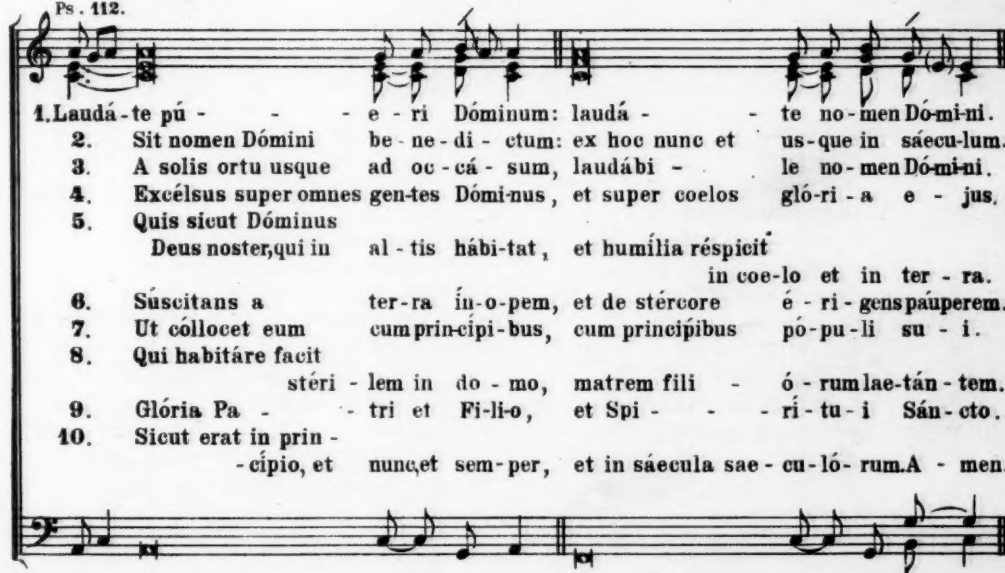 Ps. 112.
1. Laudá-te pú - - - e - ri Dóminum: laudá - - te no-men Dó-mi-ni.
2. Sit nomen Dómini be-ne-di-ctum: ex hoc nunc et us-que in sáecu-lum.
3. A solis ortu usque ad oc-cá-sum, laudábi - le no-men Dó-mi-ni.
4. Excélsus super omnes gen-tes Dómi-nus, et super coelos gló-ri-a e-jus.
5. Quis sicut Dóminus
Deus noster, qui in al-tis hábi-tat, et humília réspicit
in coe-lo et in ter-ra.
6. Súscitans a ter-ra ín-o-pem, et de stércore é-ri-gens páuperem.
7. Ut cóllocet eum cum prin-cípi-bus, cum princípibus pó-pu-li su-i.
8. Qui habitáre facit
stéri-lem in do-mo, matrem fili - ó-rum lae-tán-tem.
9. Glória Pa - - tri et Fí-li-o, et Spi - - - rí-tu-i Sán-cto.
10. Sicut erat in prin -
-cípio, et nunc, et sem-per, et in sáecula sae-cu-ló-rum. A-men.